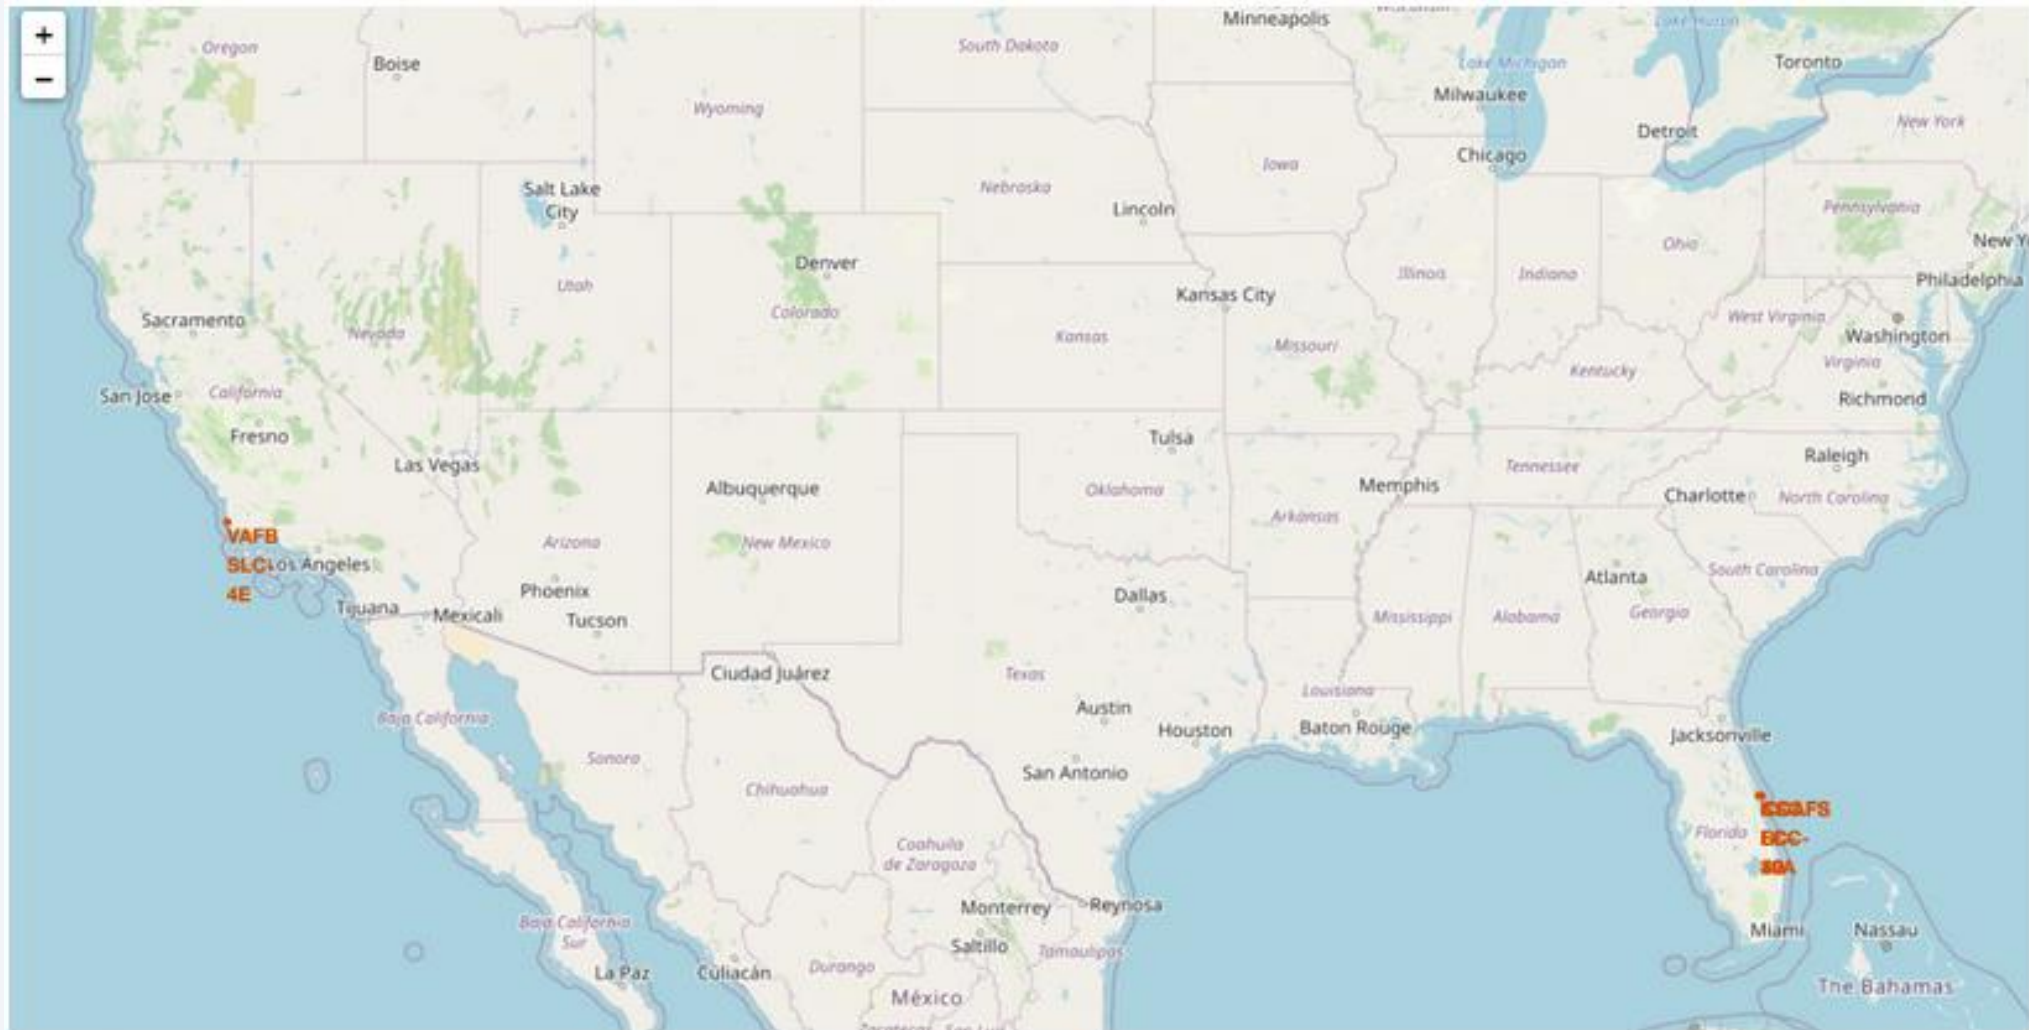 +
−
Oregon
Boise
Minneapolis
South Dakota
Lake Huron
Toronto
Lake Michigan
Wyoming
Milwaukee
New York
Detroit
Chicago
Iowa
Nebraska
Salt Lake
City
Lincoln
Pennsylvania
Ohio
New Y
Denver
Philadelphia
Utah
Illinois
Indiana
Kansas City
Colorado
Sacramento
Nevada
West Virginia
Washington
Kansas
Missouri
Virginia
Kentucky
San Jose
California
Richmond
Fresno
Tulsa
Las Vegas
Raleigh
Tennessee
Albuquerque
Oklahoma
Memphis
Charlotte
North Carolina
Arkansas
VAFB
SLC-
4E
Los Angeles
Arizona
New Mexico
Phoenix
Atlanta
South Carolina
Dallas
Tijuana
Mexicali
Tucson
Mississippi
Alabama
Georgia
Ciudad Juárez
Texas
Louisiana
Baja California
Austin
Houston
Baton Rouge
Jacksonville
Sonora
San Antonio
Chihuahua
Florida
Coahuila
de Zaragoza
Monterrey
Reynosa
Baja California
Sur
Saltillo
Tamaulipas
Miami
Nassau
La Paz
Culiacán
Durango
México
The Bahamas